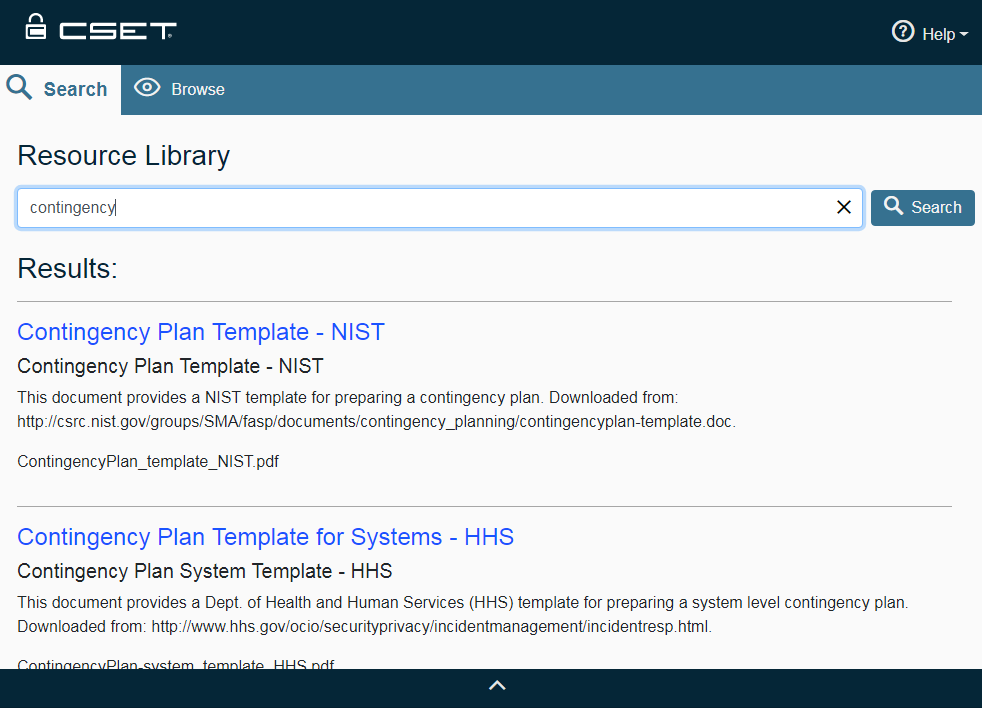 CSET®
Help
Search
Browse
Resource Library
contingency
Search
Results:
Contingency Plan Template - NIST
Contingency Plan Template - NIST
This document provides a NIST template for preparing a contingency plan. Downloaded from:
http://csrc.nist.gov/groups/SMA/fasp/documents/contingency_planning/contingencyplan-template.doc.
ContingencyPlan_template_NIST.pdf
Contingency Plan Template for Systems - HHS
Contingency Plan System Template - HHS
This document provides a Dept. of Health and Human Services (HHS) template for preparing a system level contingency plan.
Downloaded from: http://www.hhs.gov/ocio/securityprivacy/incidentmanagement/incidentresp.html.
ContingencyPlan-system_template_HHS.pdf